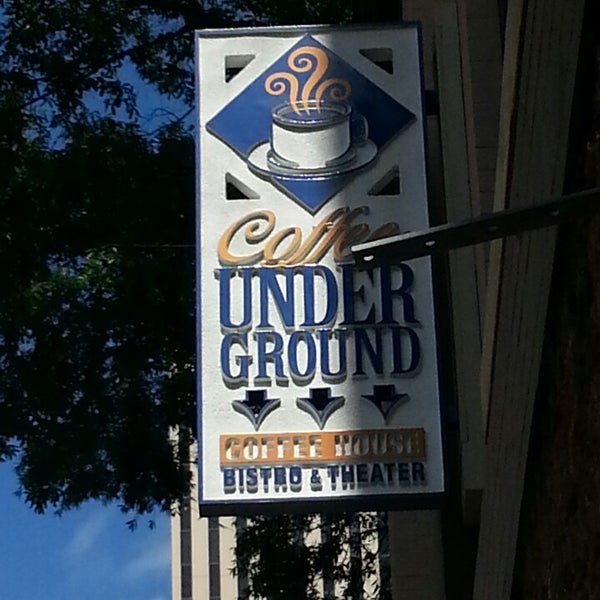 Coffee
UNDER
GROUND
COFFEE HOUSE
BISTRO & THEATER